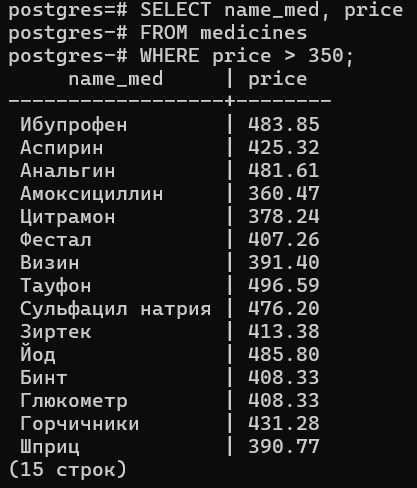 postgres=# SELECT name_med, price
postgres-# FROM medicines
postgres-# WHERE price > 350;
     name_med     | price
------------------+--------
 Ибупрофен        | 483.85
 Аспирин          | 425.32
 Анальгин         | 481.61
 Амоксициллин     | 360.47
 Цитрамон         | 378.24
 Фестал           | 407.26
 Визин            | 391.40
 Тауфон           | 496.59
 Сульфацил натрия | 476.20
 Зиртек           | 413.38
 Йод              | 485.80
 Бинт             | 408.33
 Глюкометр        | 408.33
 Горчичники       | 431.28
 Шприц            | 390.77
(15 строк)